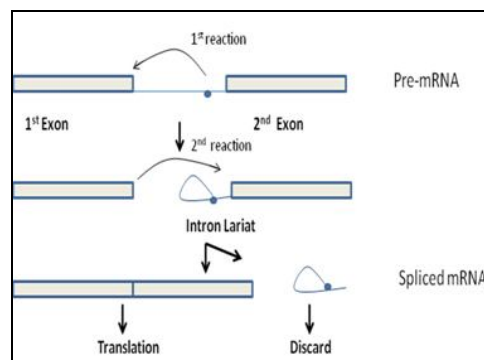 1st reaction
Pre-mRNA
1st Exon
2nd Exon
2nd reaction
Intron Lariat
Spliced mRNA
Translation
Discard